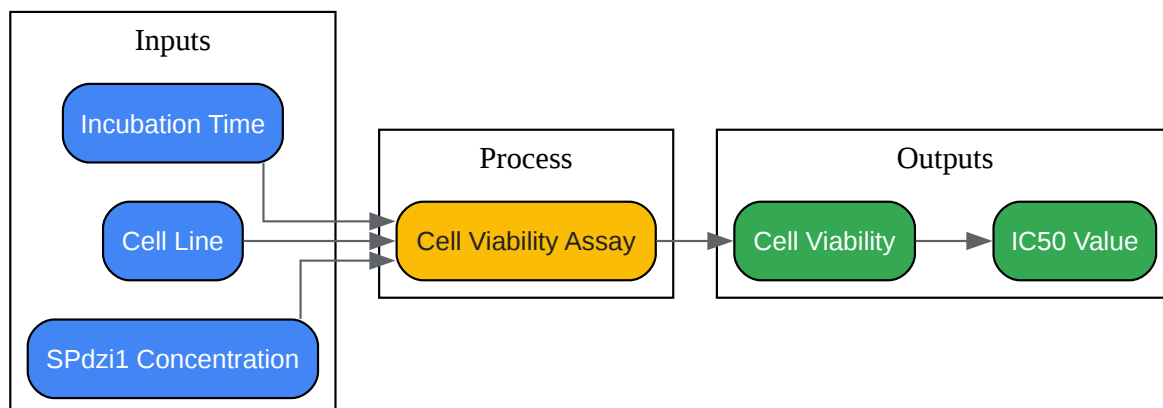 Inputs
Incubation Time
Cell Line
SPdzi1 Concentration
Process
Cell Viability Assay
Outputs
Cell Viability
IC50 Value